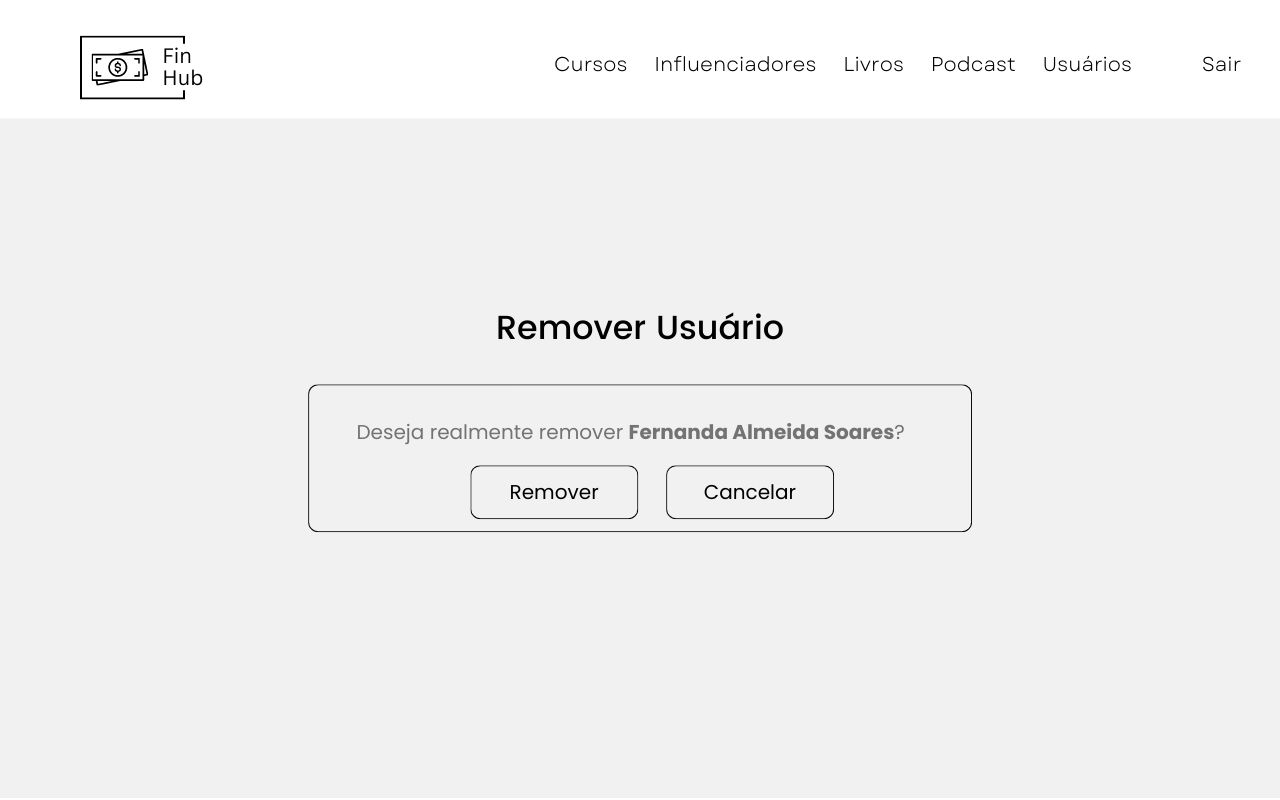 Fin
Hub
Cursos Influenciadores Livros Podcast Usuários Sair
Remover Usuário
Deseja realmente remover Fernanda Almeida Soares?
Remover Cancelar